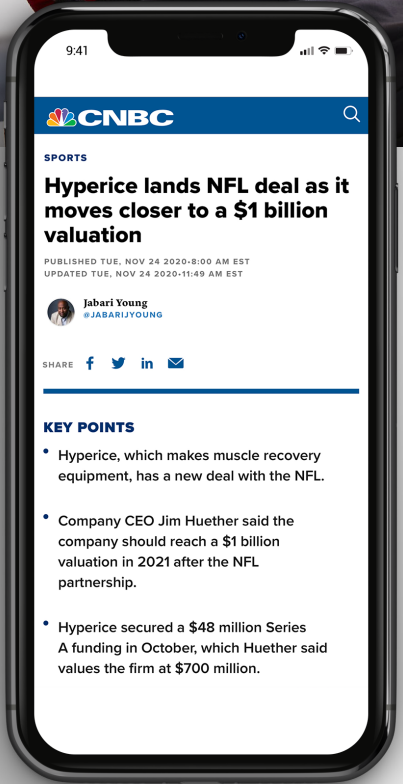 9:41
CNBC
SPORTS
Hyperice lands NFL deal as it
moves closer to a $1 billion
valuation
PUBLISHED TUE, NOV 24 2020•8:00 AM EST
UPDATED TUE, NOV 24 2020•11:49 AM EST
Jabari Young
@JABARIJYOUNG
SHARE
KEY POINTS
• Hyperice, which makes muscle recovery
equipment, has a new deal with the NFL.
• Company CEO Jim Huether said the
company should reach a $1 billion
valuation in 2021 after the NFL
partnership.
• Hyperice secured a $48 million Series
A funding in October, which Huether said
values the firm at $700 million.